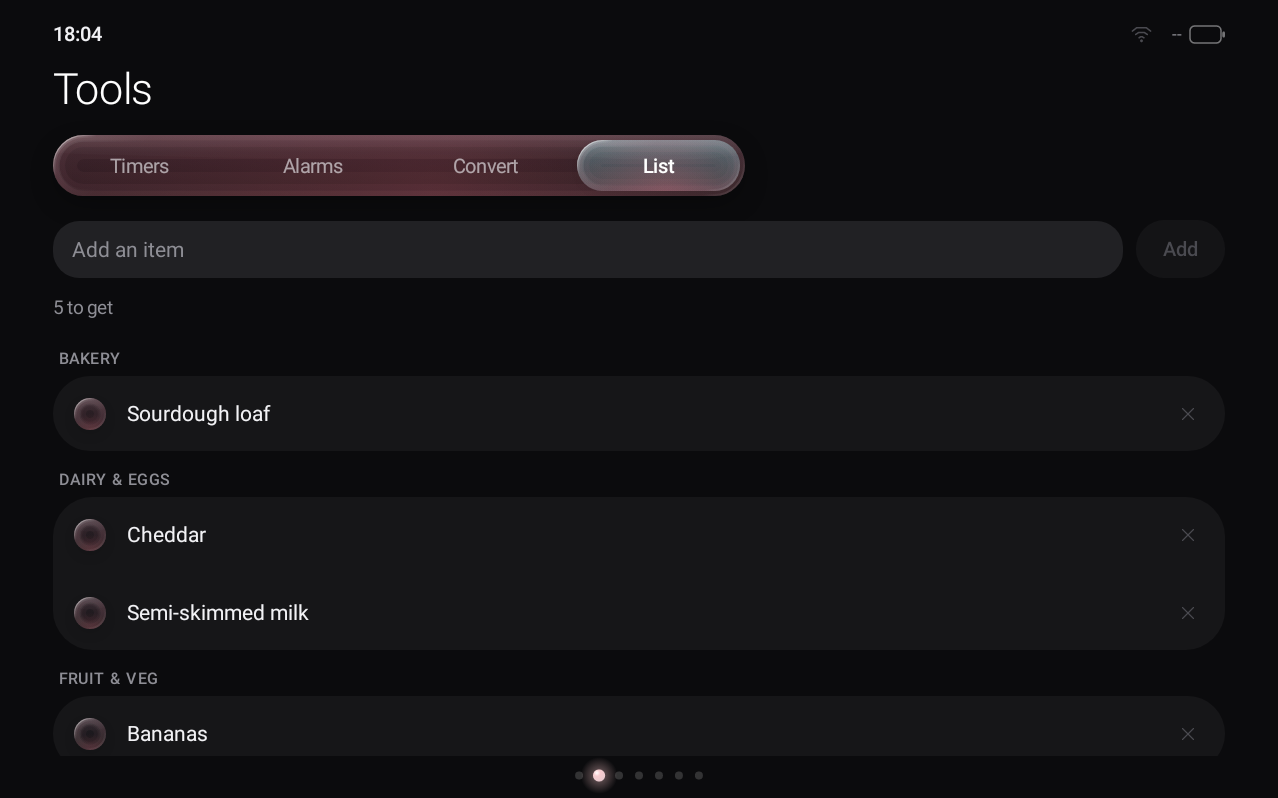 18:04
--
Tools
Timers
Alarms
Convert
List
Add an item
Add
5 to get
BAKERY
Sourdough loaf
DAIRY & EGGS
Cheddar
Semi-skimmed milk
FRUIT & VEG
Bananas